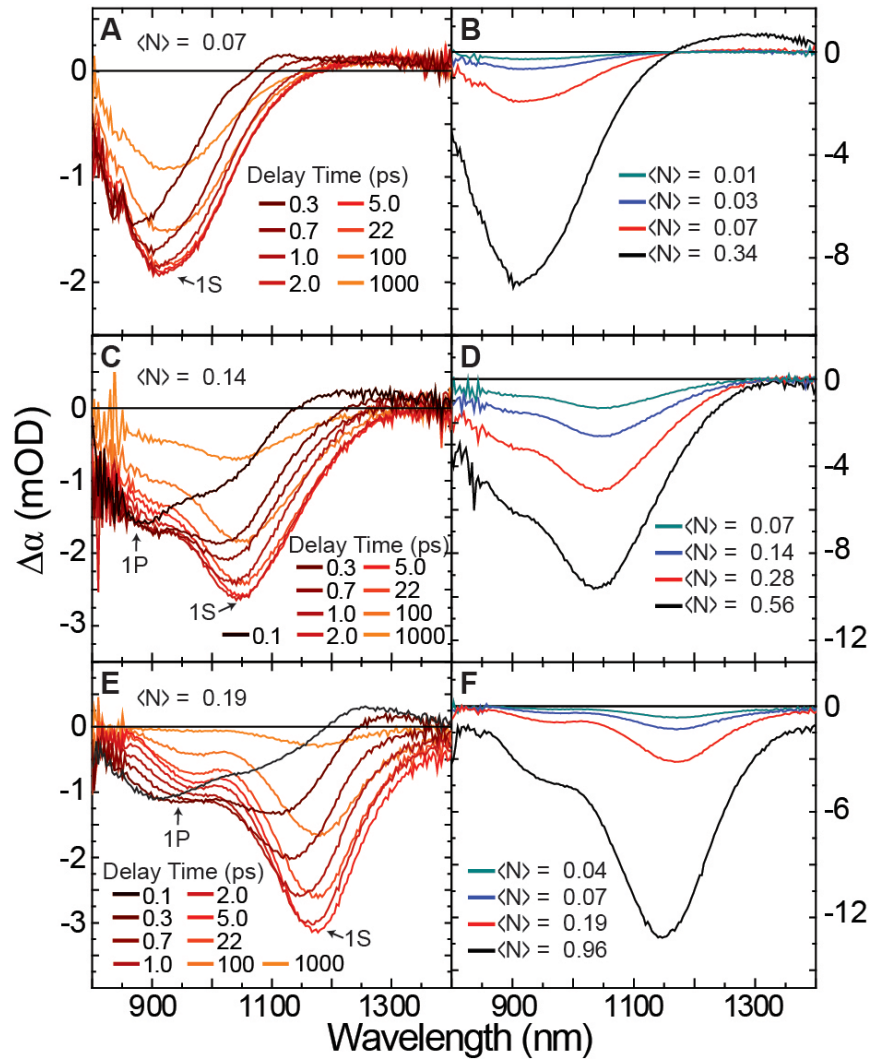 A
⟨N⟩ = 0.07
0
-1
-2
Delay Time (ps)
0.3 5.0
0.7 22
1.0 100
2.0 1000
1S
B
0
-4
-8
⟨N⟩ = 0.01
⟨N⟩ = 0.03
⟨N⟩ = 0.07
⟨N⟩ = 0.34
C
⟨N⟩ = 0.14
0
-1
-2
-3
1P
1S
Delay Time (ps)
0.3 5.0
0.7 22
1.0 100
0.1 2.0 1000
D
0
-4
-8
-12
⟨N⟩ = 0.07
⟨N⟩ = 0.14
⟨N⟩ = 0.28
⟨N⟩ = 0.56
Δα (mOD)
E
⟨N⟩ = 0.19
0
-1
-2
-3
1P
Delay Time (ps)
0.1 2.0
0.3 5.0
0.7 22
1.0 100 1000
1S
F
0
-6
-12
⟨N⟩ = 0.04
⟨N⟩ = 0.07
⟨N⟩ = 0.19
⟨N⟩ = 0.96
900 1100 1300 900 1100 1300
Wavelength (nm)